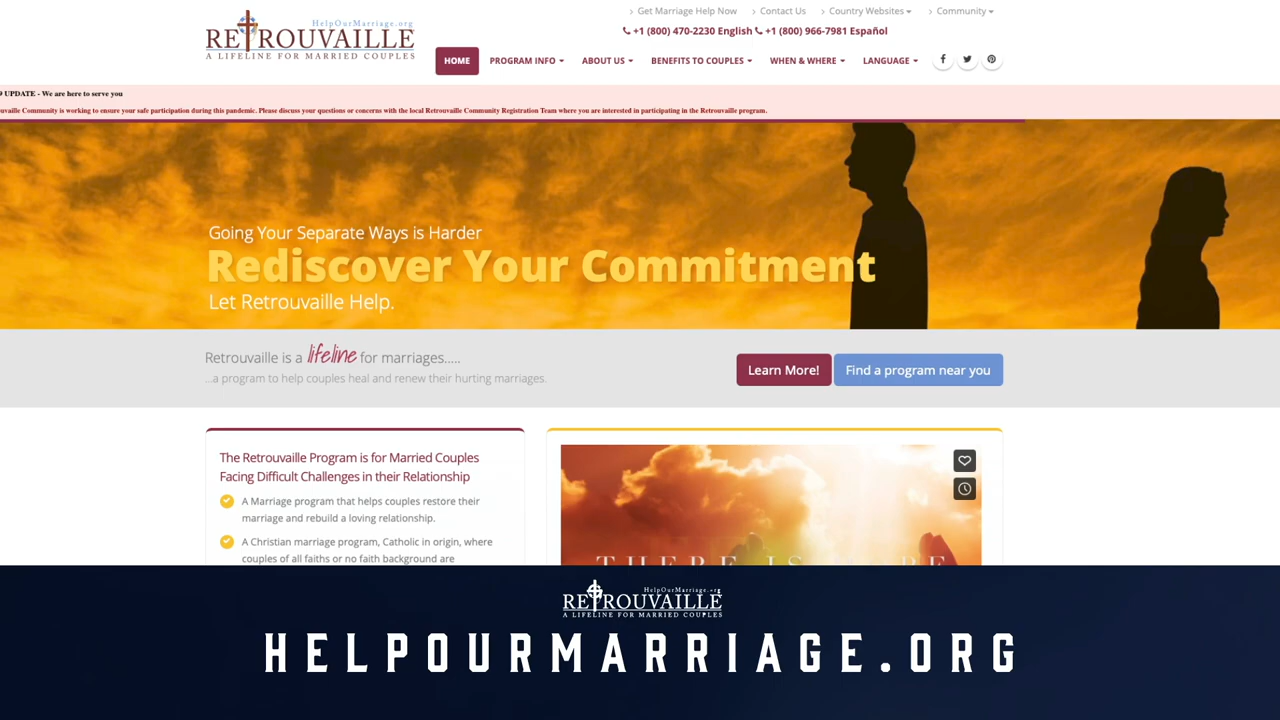 Get Marriage Help Now Contact Us Country Websites Community
+1 (800) 470-2230 English +1 (800) 966-7981 Español
HelpOurMarriage.org
RETROUVAILLE
A LIFELINE FOR MARRIED COUPLES
HOME PROGRAM INFO ABOUT US BENEFITS TO COUPLES WHEN & WHERE LANGUAGE
9 UPDATE - We are here to serve you
uvaille Community is working to ensure your safe participation during this pandemic. Please discuss your questions or concerns with the local Retrouvaille Community Registration Team where you are interested in participating in the Retrouvaille program.
Going Your Separate Ways is Harder
Rediscover Your Commitment
Let Retrouvaille Help.
Retrouvaille is a lifeline for marriages.....
...a program to help couples heal and renew their hurting marriages.
Learn More! Find a program near you
The Retrouvaille Program is for Married Couples
Facing Difficult Challenges in their Relationship
A Marriage program that helps couples restore their
marriage and rebuild a loving relationship.
A Christian marriage program, Catholic in origin, where
couples of all faiths or no faith background are
THERE IS
HelpOurMarriage.org
RETROUVAILLE
A LIFELINE FOR MARRIED COUPLES
HELPOURMARRIAGE.ORG